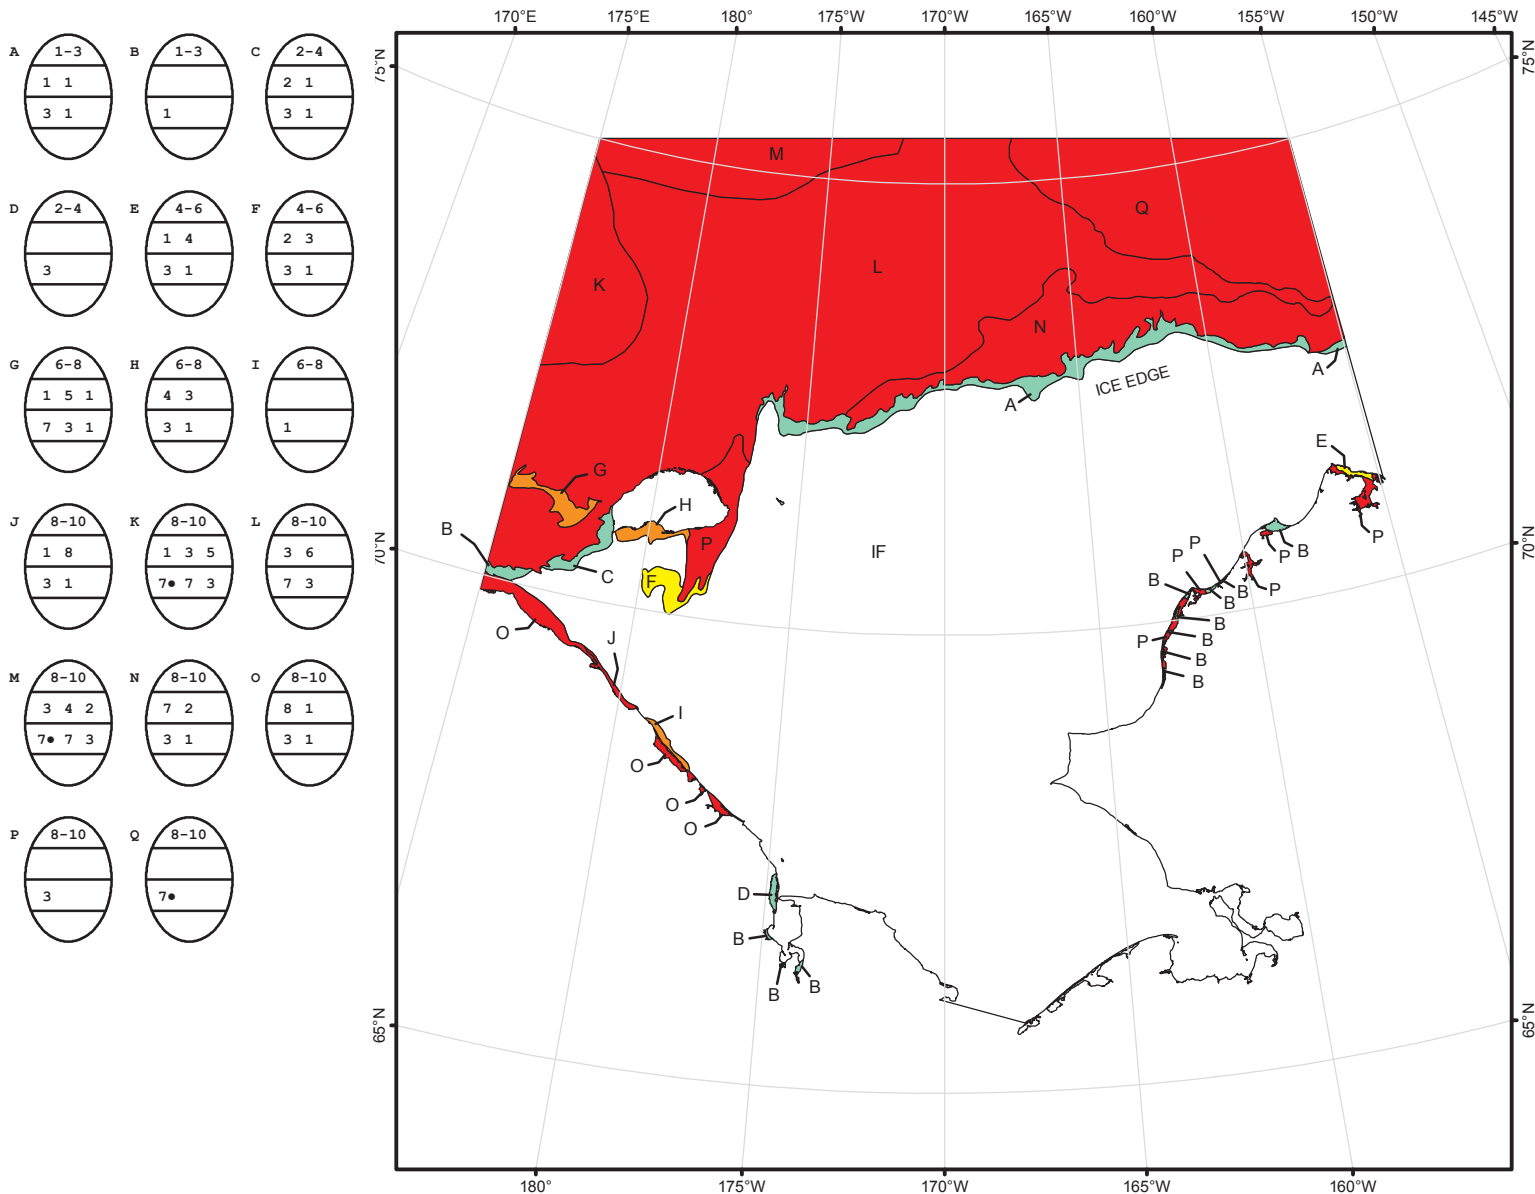 170°E 175°E 180° 175°W 170°W 165°W 160°W 155°W 150°W 145°W
75°N 75°N
A 1-3 B 1-3 C 2-4
1 1 2 1
3 1 1 3 1
D 2-4 E 4-6 F 4-6
1 4 2 3
3 3 1 3 1
G 6-8 H 6-8 I 6-8
1 5 1 4 3
7 3 1 3 1 1
J 8-10 K 8-10 L 8-10
1 8 1 3 5 3 6
3 1 7● 7 3 7 3
M 8-10 N 8-10 O 8-10
3 4 2 7 2 8 1
7● 7 3 3 1 3 1
P 8-10 Q 8-10
3 7●
M
Q
L
K
N
A
ICE EDGE
A
E
G
H
B
P
IF
P
70°N 70°N
C
F
P
P
B
P
B
B
B
P
O
J
B
P
B
B
B
I
O
O
O
D
B
B
B
65°N 65°N
180° 175°W 170°W 165°W 160°W